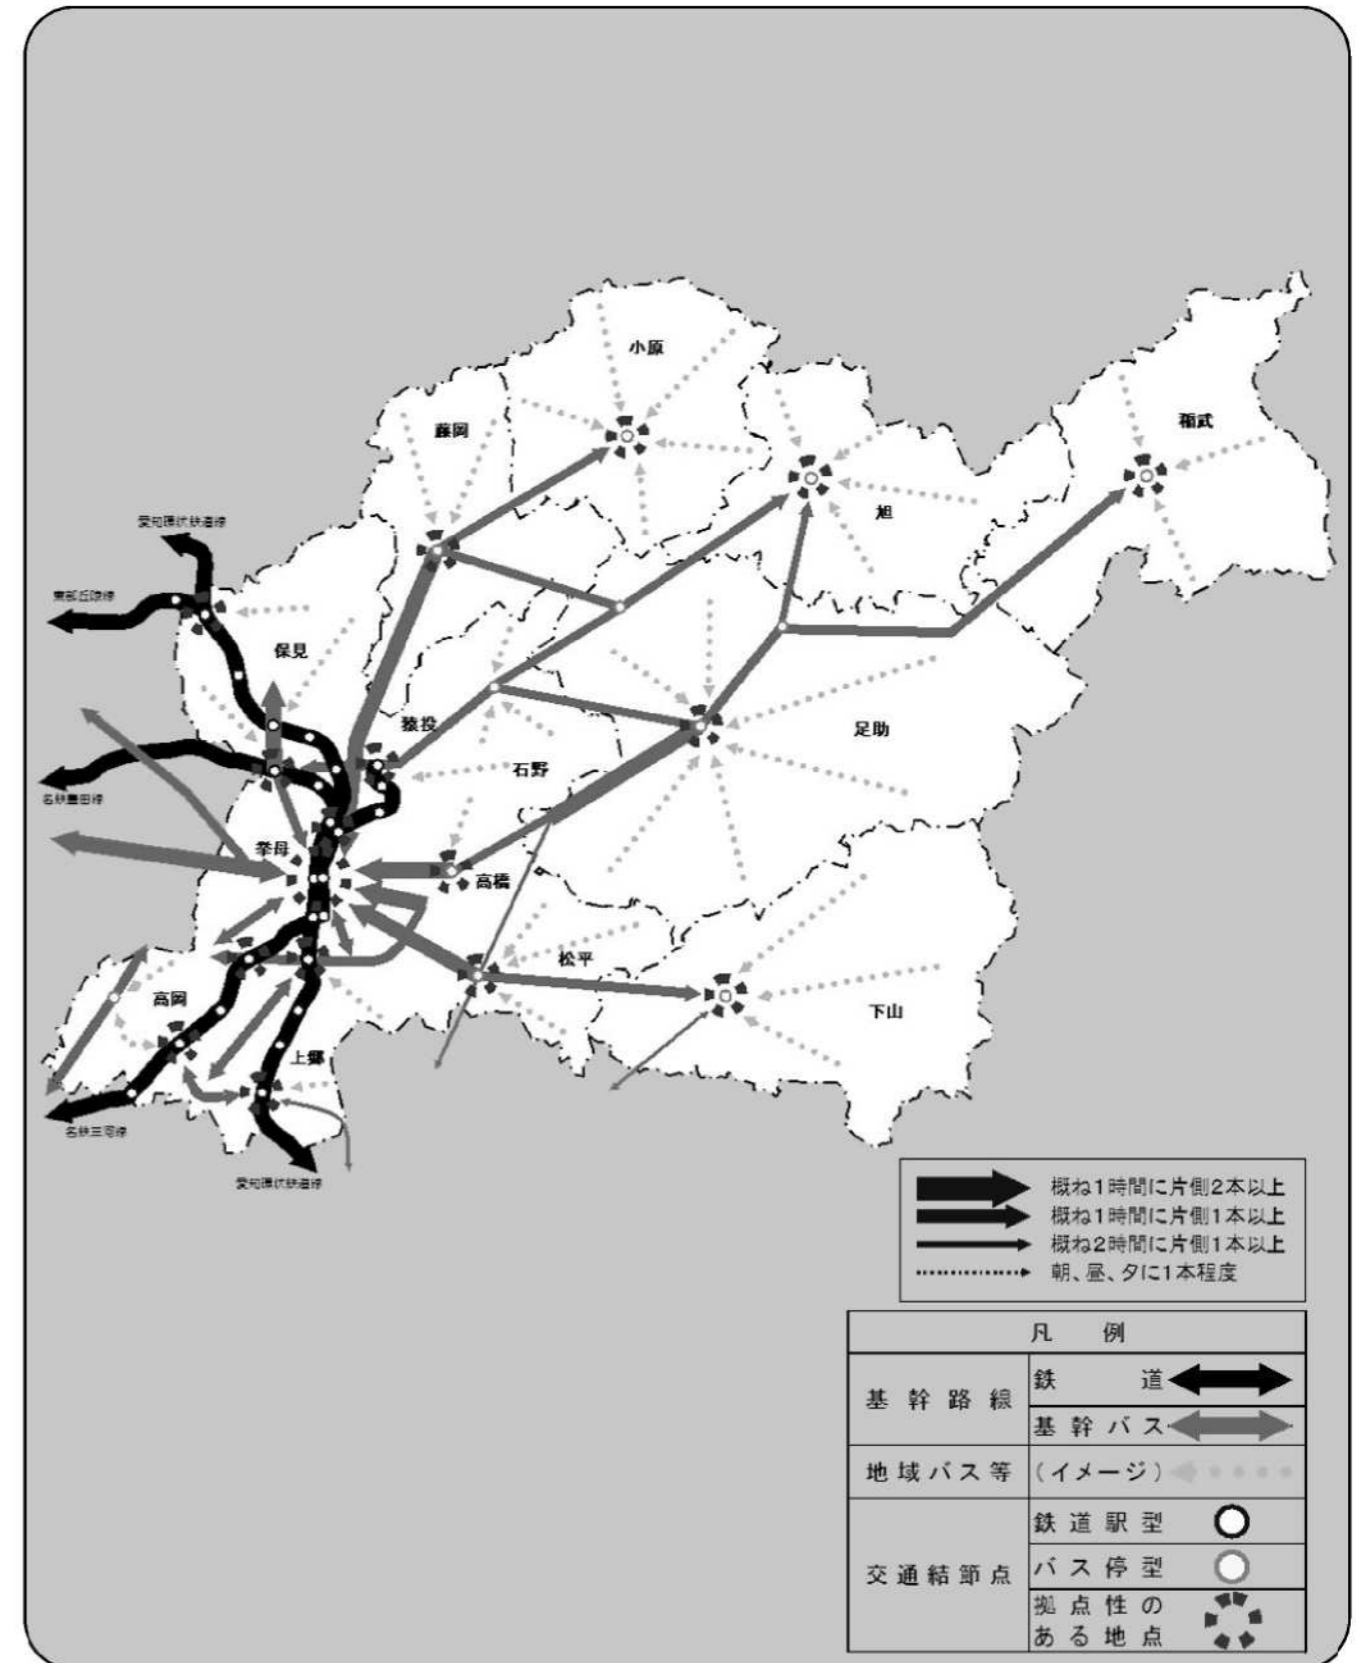 小原
藤岡
稲武
旭
愛知環状鉄道線
東部丘陵線
保見
猿投
足助
石野
名鉄豊田線
挙母
高橋
松平
高岡
下山
上郷
名鉄三河線
愛知環状鉄道線
概ね1時間に片側2本以上
概ね1時間に片側1本以上
概ね2時間に片側1本以上
朝、昼、夕に1本程度
凡 例
基幹路線
鉄 道
基幹バス
地域バス等
(イメージ)
交通結節点
鉄道駅型
バス停型
拠点性の
ある地点